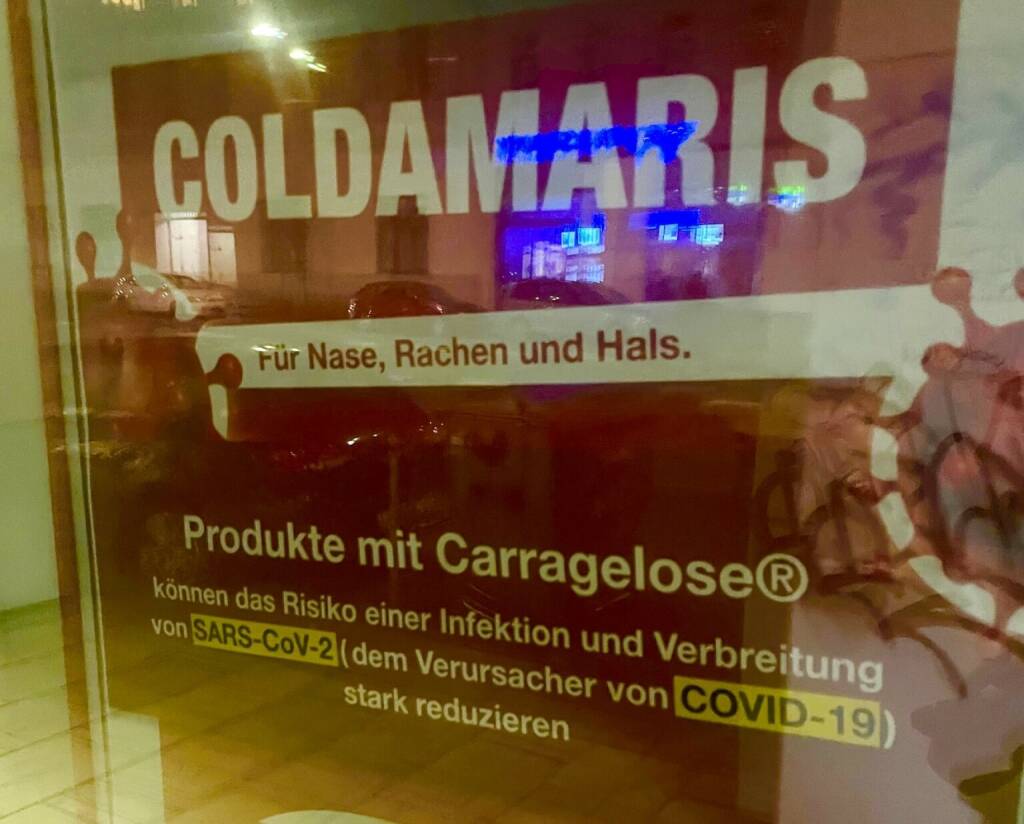 COLDAMARIS
Für Nase, Rachen und Hals.
Produkte mit Carragelose®
können das Risiko einer Infektion und Verbreitung
von SARS-CoV-2 (dem Verursacher von COVID-19)
stark reduzieren